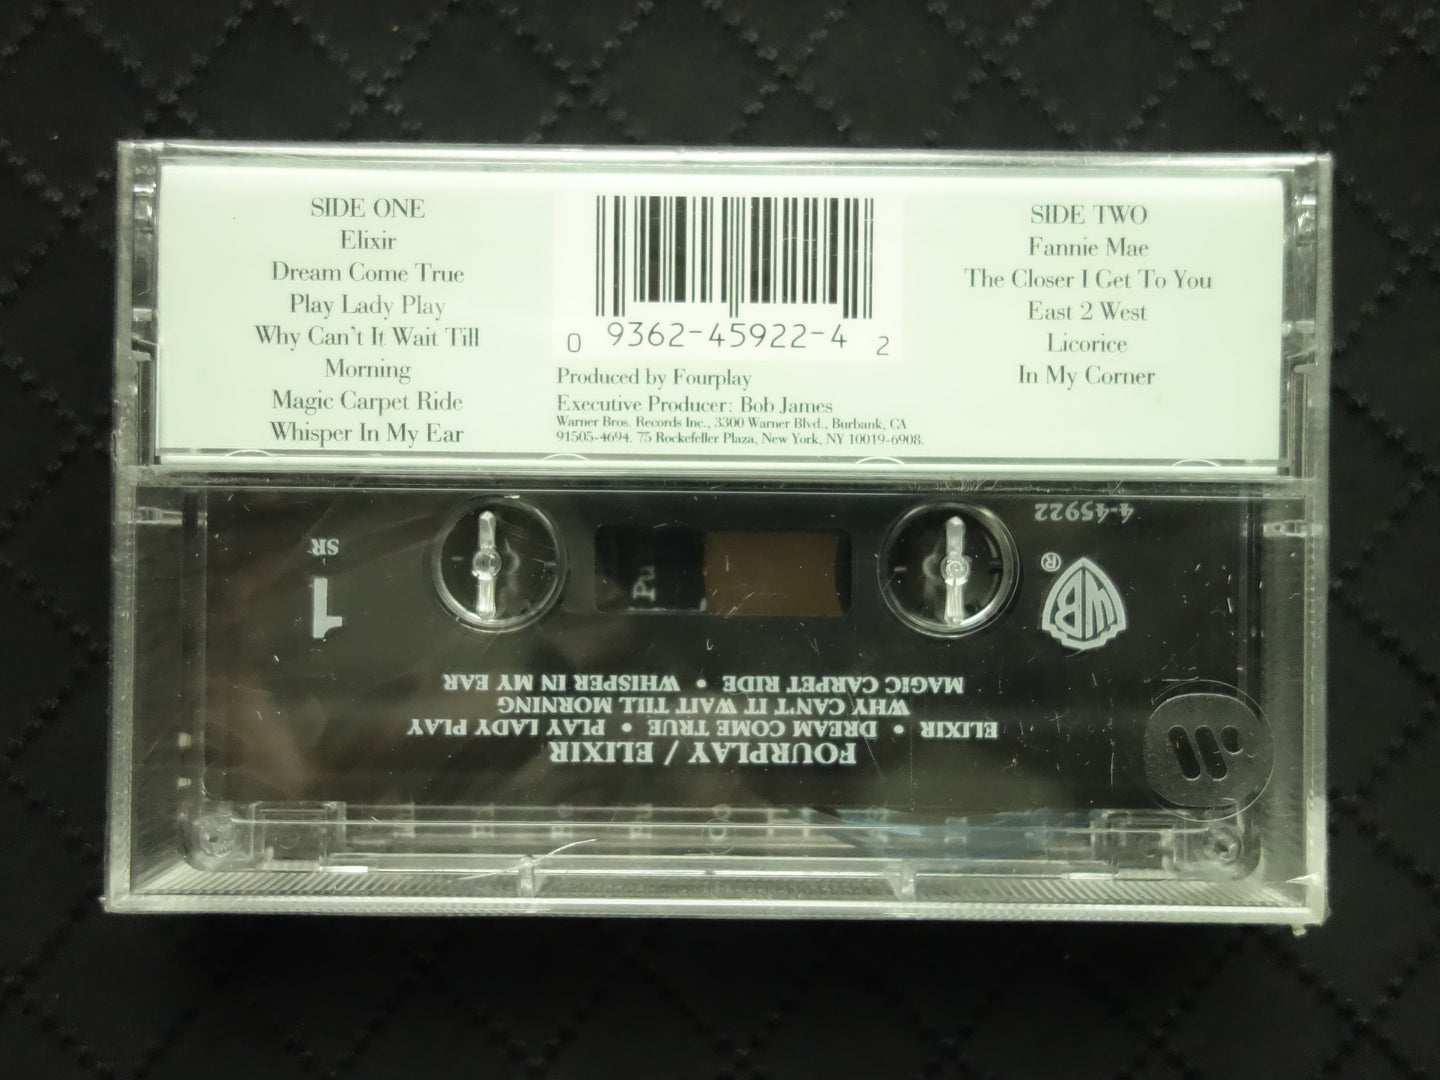 SIDE ONE
Elixir
Dream Come True
Play Lady Play
Why Can't It Wait Till
Morning
Magic Carpet Ride
Whisper In My Ear
0 9362-45922-4 2
Produced by Fourplay
Executive Producer: Bob James
Warner Bros. Records Inc., 3300 Warner Blvd., Burbank, CA
91505-4694. 75 Rockefeller Plaza, New York, NY 10019-6908.
SIDE TWO
Fannie Mae
The Closer I Get To You
East 2 West
Licorice
In My Corner
FOURPLAY / ELIXIR
ELIXIR • DREAM COME TRUE • PLAY LADY PLAY
WHY CAN'T IT WAIT TILL MORNING
MAGIC CARPET RIDE • WHISPER IN MY EAR
WB ®
1
SR
4-45922
Pu